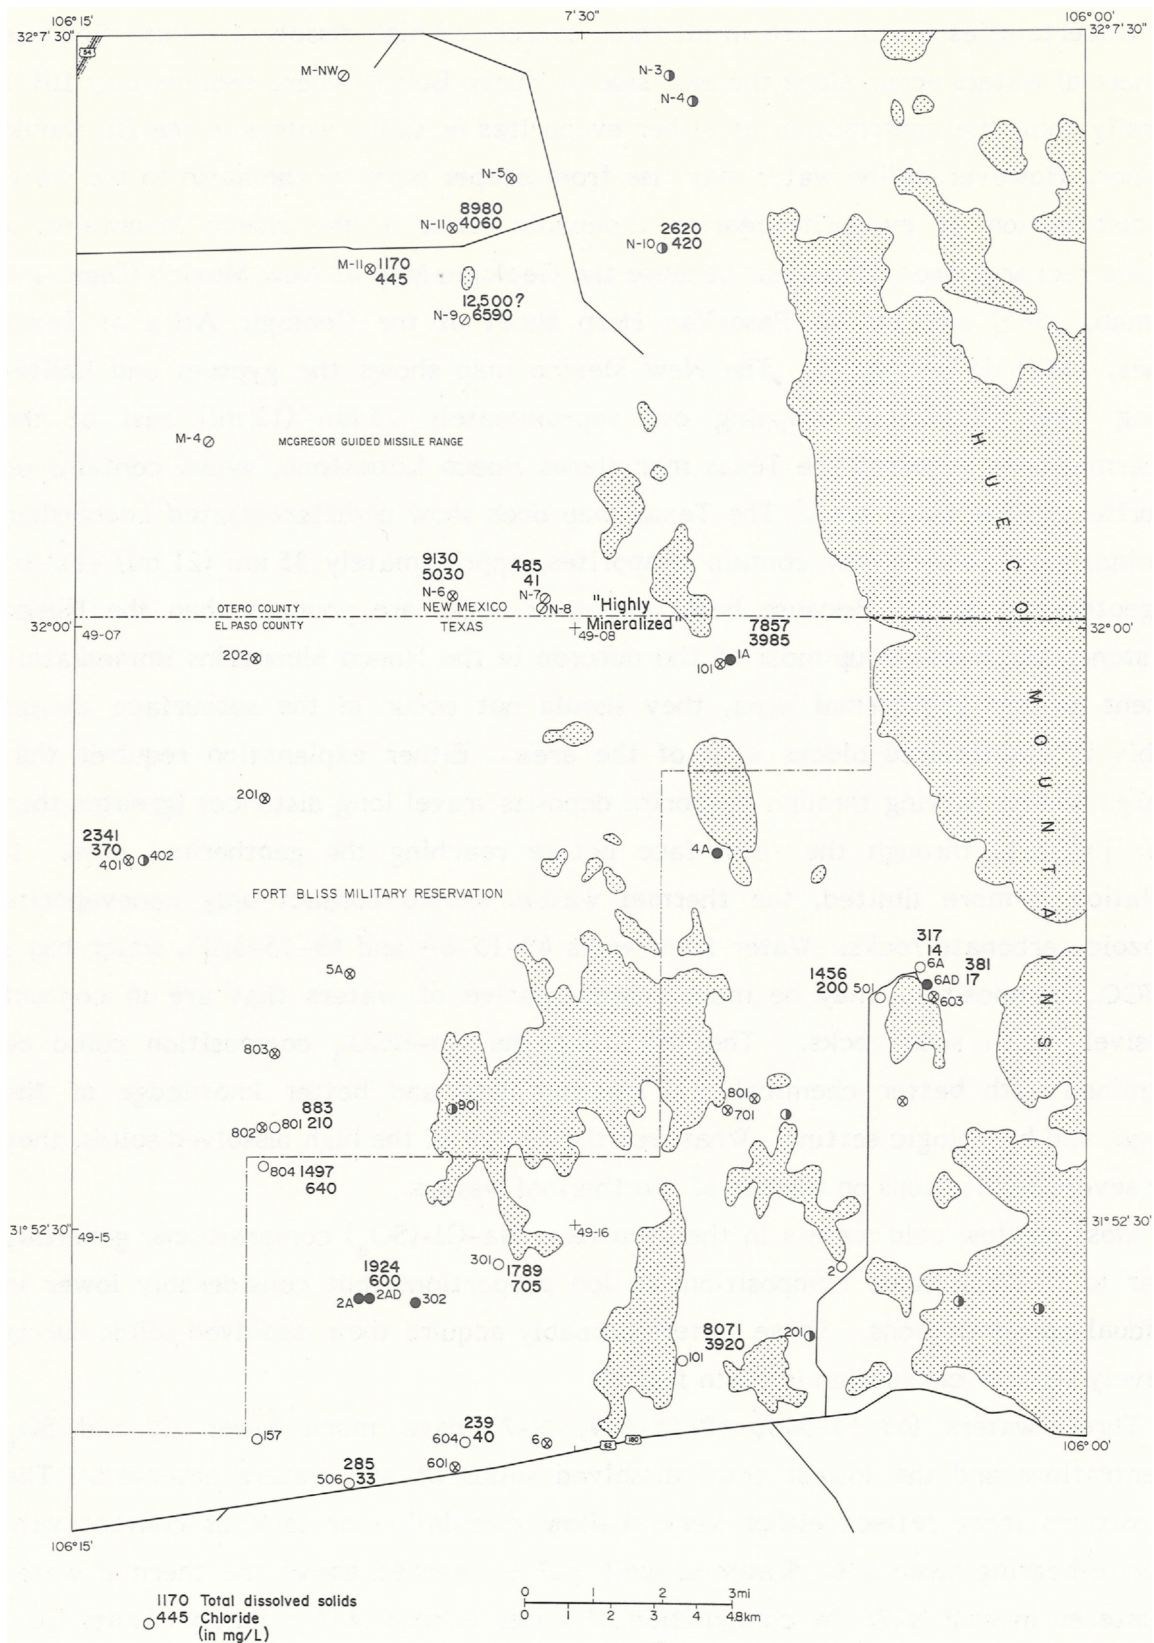 106° 15'
7' 30"
106° 00'
32° 7' 30"
32° 7' 30"
54
M-NW
N-3
N-4
N-5
8980
N-11 4060
2620
N-10 420
M-11 1170
445
12,500?
N-9 6590
M-4
MCGREGOR GUIDED MISSILE RANGE
HUECO
MOUNTAINS
9130
5030
N-6
485
41
N-7
N-8
"Highly
Mineralized"
OTERO COUNTY
NEW MEXICO
EL PASO COUNTY
TEXAS
32° 00'
32° 00'
49-07
49-08
7857
3985
1A
101
202
201
2341
370
401
402
4A
FORT BLISS MILITARY RESERVATION
5A
317
14
6A
381
6AD 17
603
1456
200 501
803
883
802 801 210
804 1497
640
901
801
701
31° 52' 30"
31° 52' 30"
49-15
49-16
301
1789
705
2
1924
600
2A
2AD
302
8071
3920
101
201
157
239
604 40
6
62
180
601
285
506 33
106° 00'
106° 15'
1170 Total dissolved solids
445 Chloride
(in mg/L)
0 1 2 3mi
0 1 2 3 4 4.8km